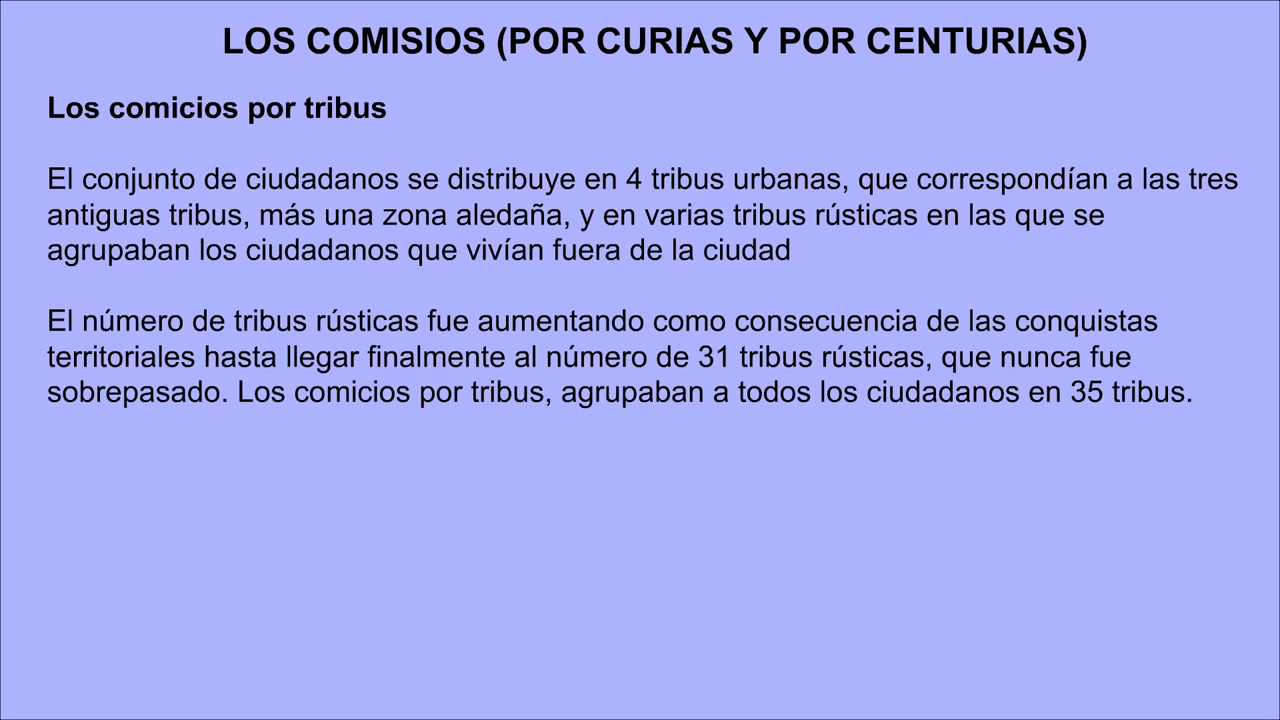 LOS COMISIOS (POR CURIAS Y POR CENTURIAS)
Los comicios por tribus
El conjunto de ciudadanos se distribuye en 4 tribus urbanas, que correspondían a las tres
antiguas tribus, más una zona aledaña, y en varias tribus rústicas en las que se
agrupaban los ciudadanos que vivían fuera de la ciudad
El número de tribus rústicas fue aumentando como consecuencia de las conquistas
territoriales hasta llegar finalmente al número de 31 tribus rústicas, que nunca fue
sobrepasado. Los comicios por tribus, agrupaban a todos los ciudadanos en 35 tribus.